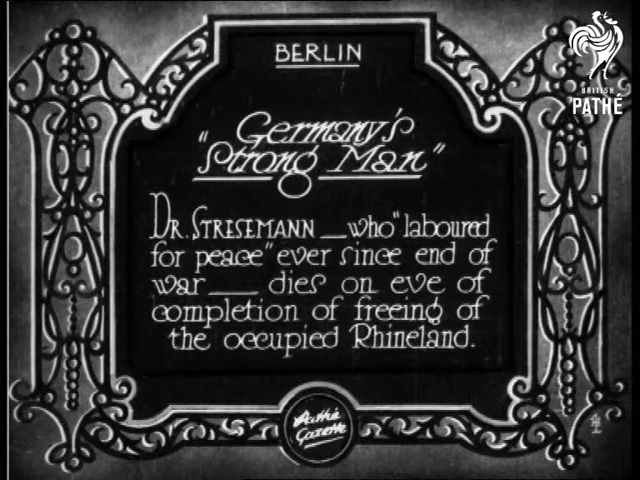 BERLIN
BRITISH
PATHÉ
"Germany's
Strong Man"
DR. STRESEMANN — who "laboured
for peace" ever since end of
war — dies on eve of
completion of freeing of
the occupied Rhineland.
Pathé
Gazette